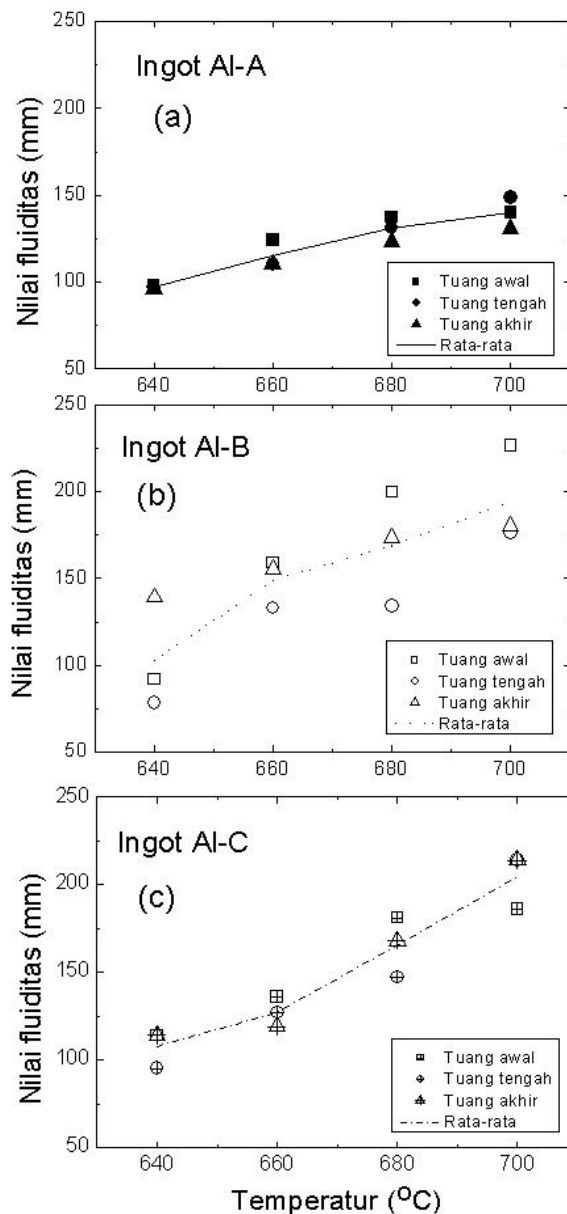 Ingot Al-A
(a)
Nilai fluiditas (mm)
250
200
150
100
50
Tuang awal
Tuang tengah
Tuang akhir
Rata-rata
640 660 680 700
Ingot Al-B
(b)
Nilai fluiditas (mm)
250
200
150
100
50
Tuang awal
Tuang tengah
Tuang akhir
Rata-rata
640 660 680 700
Ingot Al-C
(c)
Nilai fluiditas (mm)
250
200
150
100
50
Tuang awal
Tuang tengah
Tuang akhir
Rata-rata
640 660 680 700
Temperatur (°C)